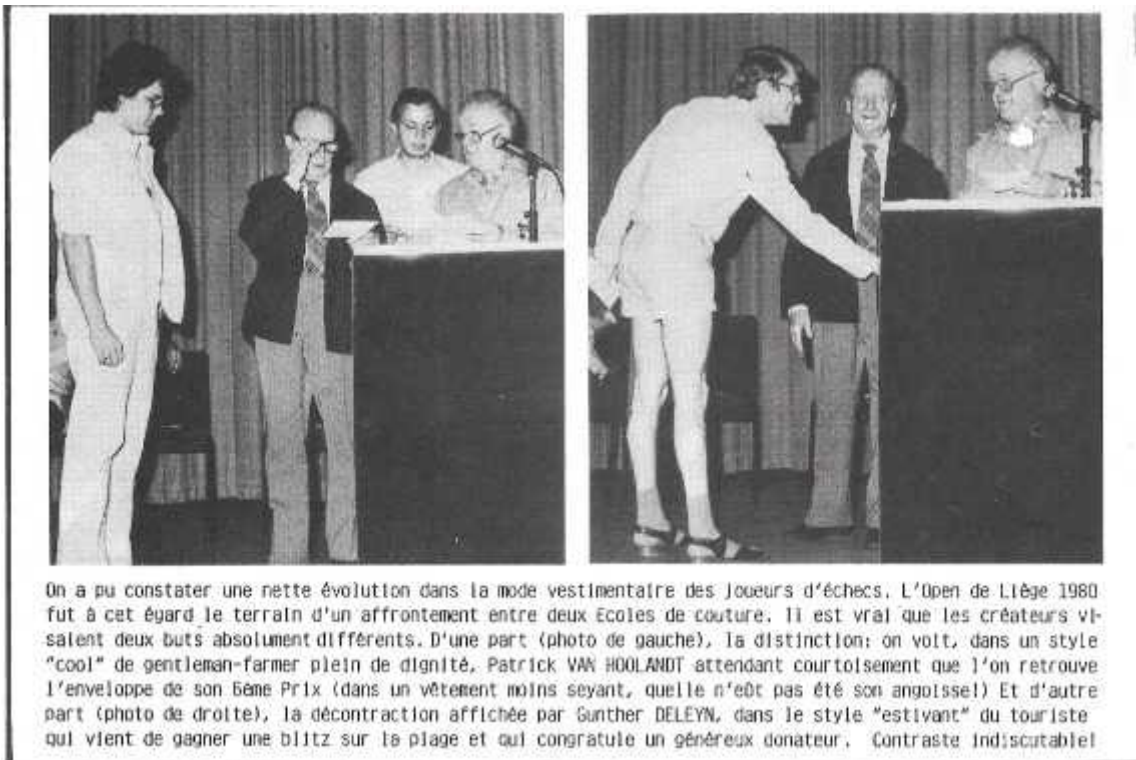 On a pu constater une nette évolution dans la mode vestimentaire des joueurs d'échecs. L'Open de Liège 1980
fut à cet égard le terrain d'un affrontement entre deux Ecoles de couture. Il est vrai que les créateurs vi-
saient deux buts absolument différents. D'une part (photo de gauche), la distinction: on voit, dans un style
"cool" de gentleman-farmer plein de dignité, Patrick VAN HOOLANDT attendant courtoisement que l'on retrouve
l'enveloppe de son 6ème Prix (dans un vêtement moins seyant, quelle n'eût pas été son angoisse!) Et d'autre
part (photo de droite), la décontraction affichée par Gunther DELEYN, dans le style "estivant" du touriste
qui vient de gagner une blitz sur la plage et qui congratule un généreux donateur. Contraste indiscutable!